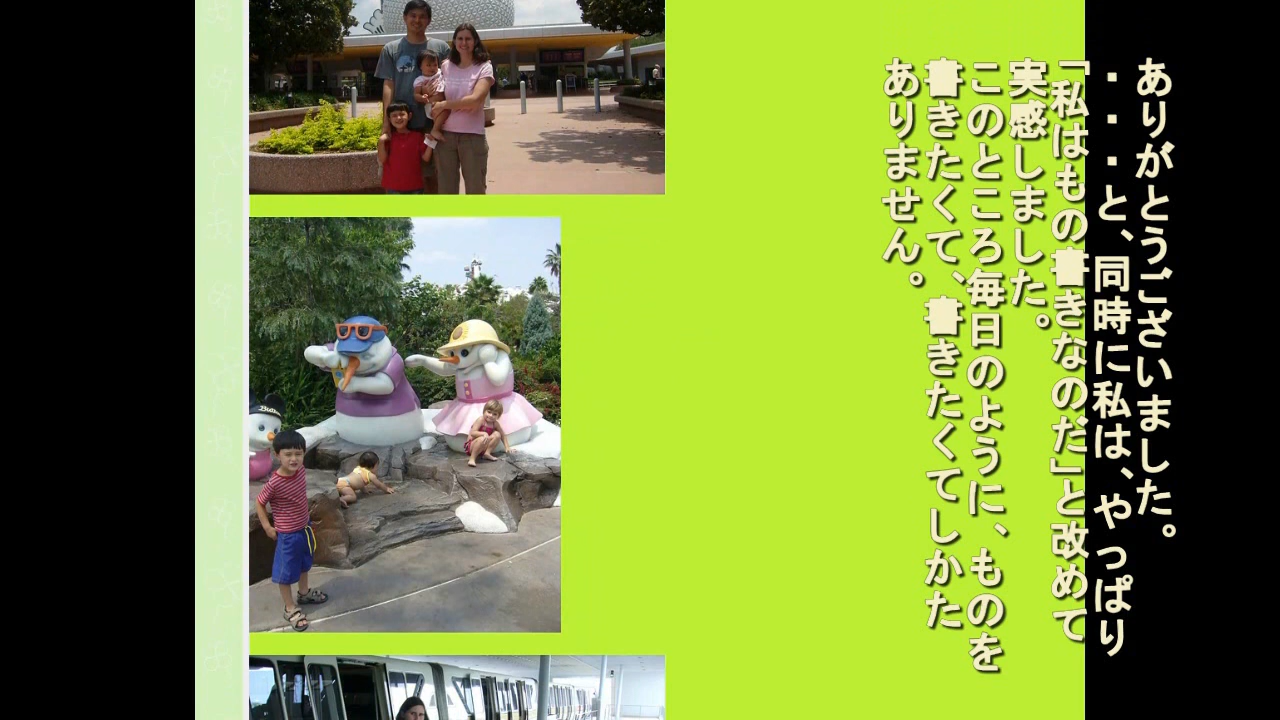 ありがとうございました。
・・・と、同時に私は、やっぱり
「私はもの書きなのだ」と改めて
実感しました。
このところ毎日のように、ものを
書きたくて、書きたくてしかた
ありません。